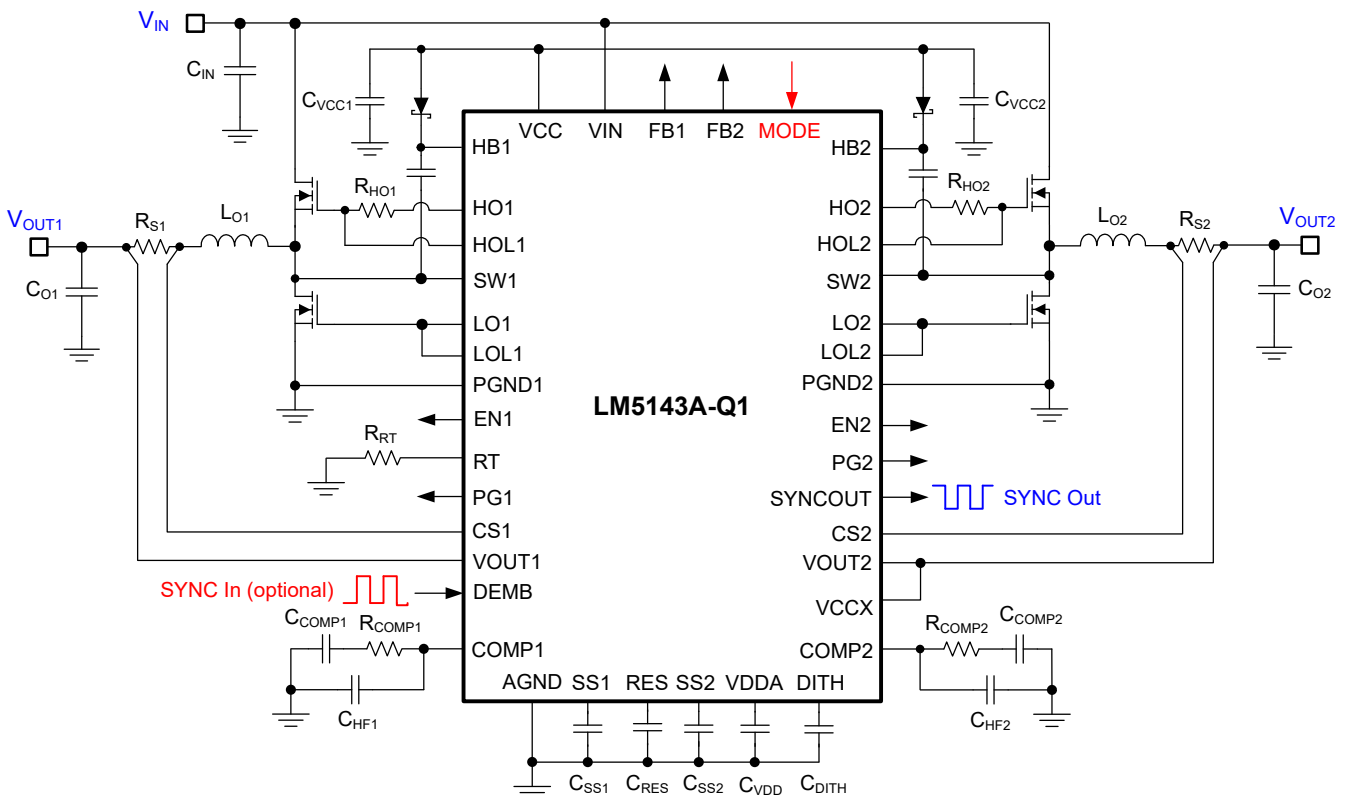 VIN
CIN
CVCC1
CVCC2
VCC VIN FB1 FB2 MODE
HB1
HB2
RHO1
HO1
HO2
RHO2
VOUT1
RS1
LO1
HOL1
HOL2
LO2
RS2
VOUT2
CO1
SW1
SW2
CO2
LO1
LO2
LOL1
LOL2
PGND1
PGND2
LM5143A-Q1
EN1
EN2
RRT
RT
PG2
PG1
SYNCOUT
SYNC Out
CS1
CS2
VOUT1
VOUT2
SYNC In (optional)
DEMB
VCCX
CCOMP1
RCOMP1
COMP1
COMP2
RCOMP2
CCOMP2
CHF1
CHF2
AGND SS1 RES SS2 VDDA DITH
CSS1 CRES CSS2 CVDD CDITH